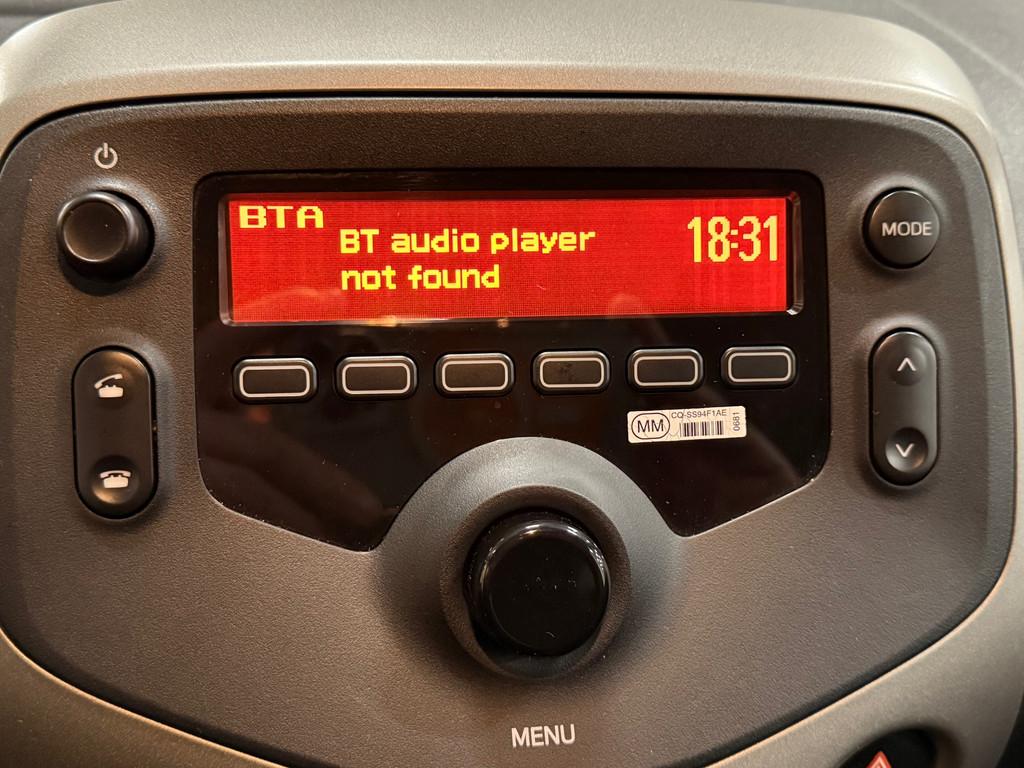 BTA
BT audio player
not found
18:31
MODE
MM
CQ-SS94F1AE
0681
MENU